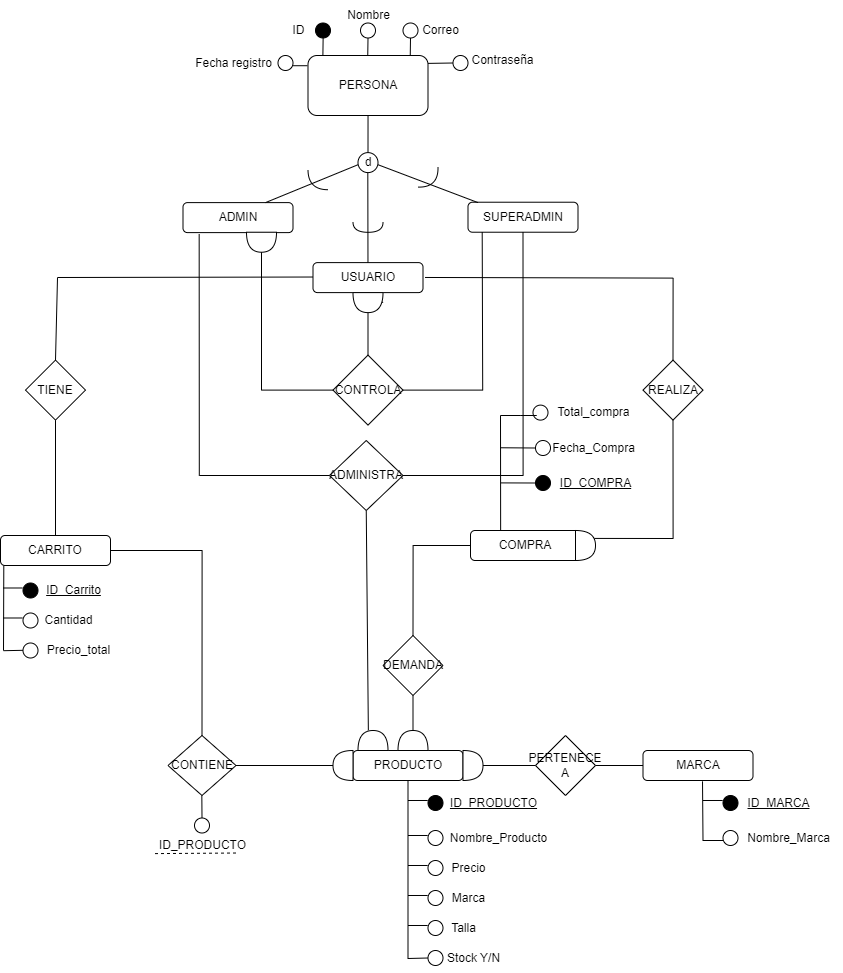 Nombre
ID
Correo
Fecha registro
Contraseña
PERSONA
d
ADMIN
SUPERADMIN
USUARIO
TIENE
CONTROLA
REALIZA
Total_compra
Fecha_Compra
ADMINISTRA
ID_COMPRA
CARRITO
COMPRA
ID_Carrito
Cantidad
Precio_total
DEMANDA
CONTIENE
PRODUCTO
PERTENECE
A
MARCA
ID_PRODUCTO
ID_MARCA
Nombre_Producto
Nombre_Marca
ID_PRODUCTO
Precio
Marca
Talla
Stock Y/N